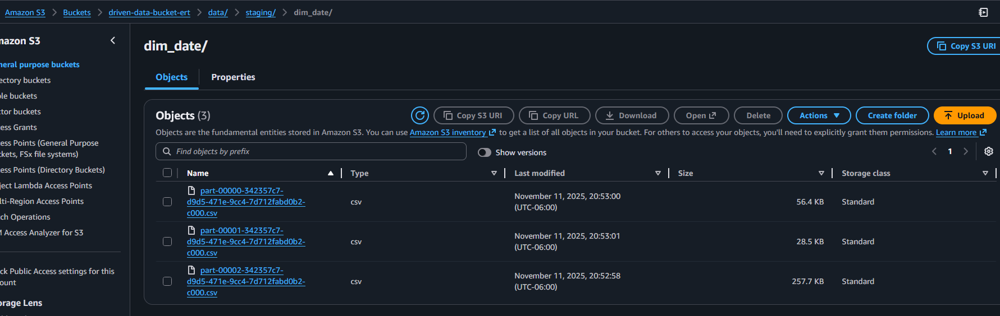 Amazon S3 > Buckets > driven-data-bucket-ert > data/ > staging/ > dim_date/
mazon S3
neral purpose buckets
ectory buckets
ble buckets
ctor buckets
cess Grants
cess Points (General Purpose
ckets, FSx file systems)
cess Points (Directory Buckets)
ject Lambda Access Points
lti-Region Access Points
ch Operations
M Access Analyzer for S3
ck Public Access settings for this
ount
orage Lens
dim_date/
Copy S3 URI
Objects Properties
Objects (3)
Copy S3 URI Copy URL Download Open Delete Actions Create folder Upload
Objects are the fundamental entities stored in Amazon S3. You can use Amazon S3 inventory to get a list of all objects in your bucket. For others to access your objects, you'll need to explicitly grant them permissions. Learn more
Find objects by prefix
Show versions
1
Name Type Last modified Size Storage class
part-00000-342357c7-
d9d5-471e-9cc4-7d712fabd0b2-
c000.csv
csv
November 11, 2025, 20:53:00
(UTC-06:00)
56.4 KB
Standard
part-00001-342357c7-
d9d5-471e-9cc4-7d712fabd0b2-
c000.csv
csv
November 11, 2025, 20:53:01
(UTC-06:00)
28.5 KB
Standard
part-00002-342357c7-
d9d5-471e-9cc4-7d712fabd0b2-
c000.csv
csv
November 11, 2025, 20:52:58
(UTC-06:00)
257.7 KB
Standard